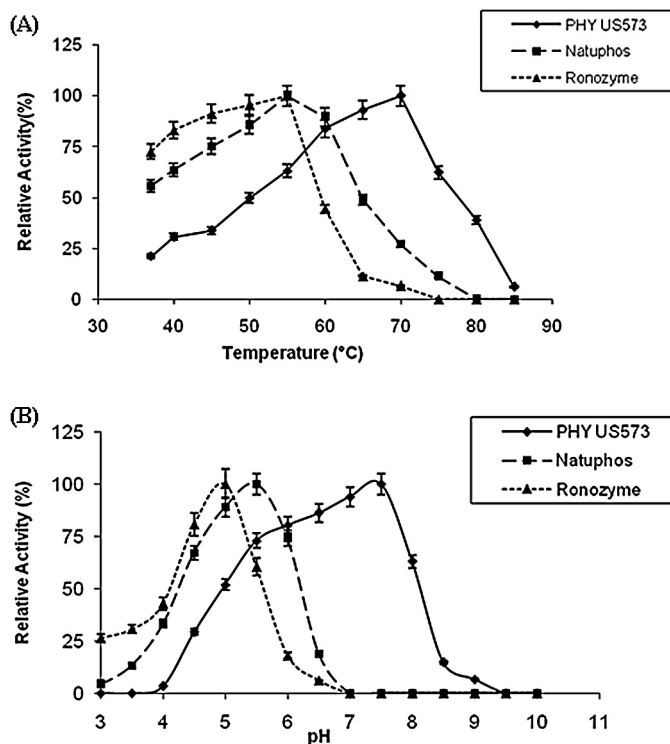 (A)
PHY US573
Natuphos
Ronozyme
Relative Activity(%)
125
100
75
50
25
0
30 40 50 60 70 80 90
Temperature (°C)
(B)
PHY US573
Natuphos
Ronozyme
Relative Activity (%)
125
100
75
50
25
0
3 4 5 6 7 8 9 10 11
pH